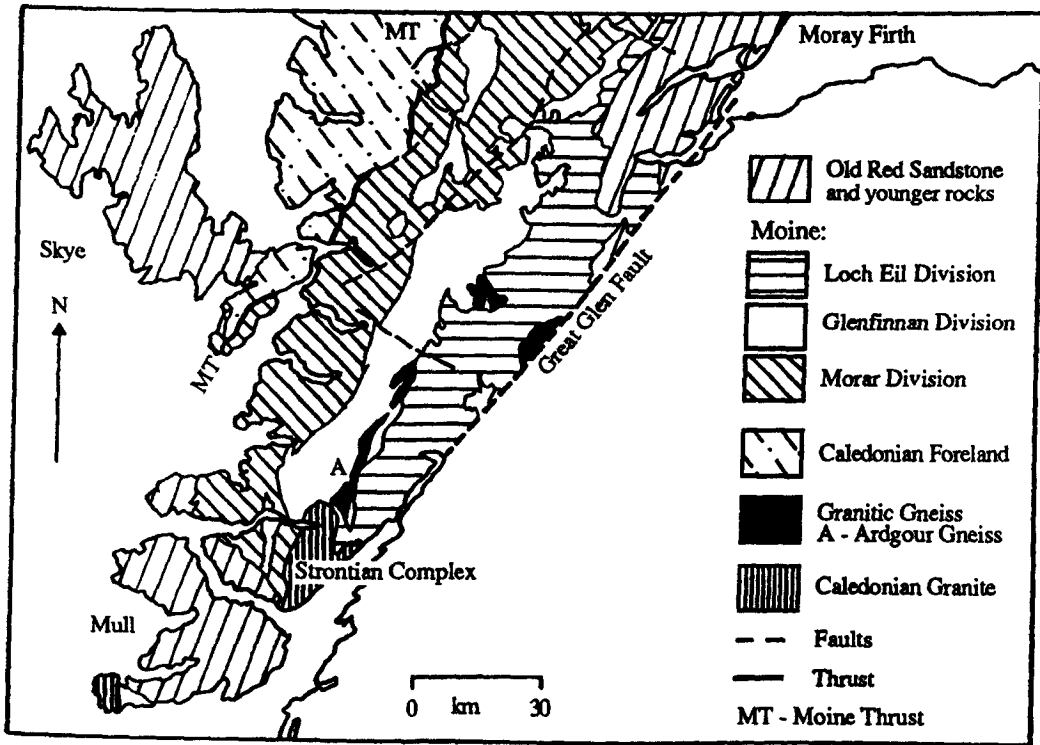 MT
Moray Firth
Skye
N
MT
Great Glen Fault
A
Strontian Complex
Mull
0 km 30
Old Red Sandstone
and younger rocks
Moine:
Loch Eil Division
Glenfinnan Division
Morar Division
Caledonian Foreland
Granitic Gneiss
A - Ardgour Gneiss
Caledonian Granite
Faults
Thrust
MT - Moine Thrust